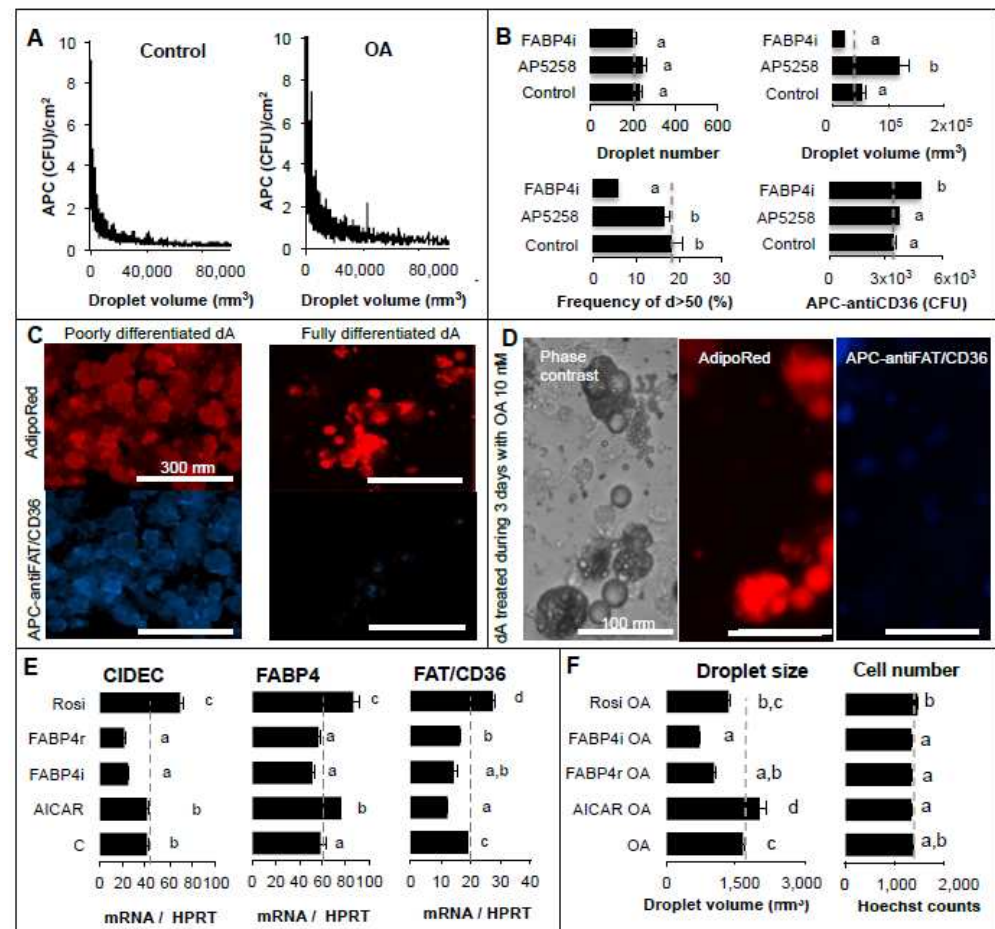 A
Control
OA
APC (CFU)/cm²
10
8
6
4
2
0
0
40,000
80,000
Droplet volume (mm³)
APC (CFU)/cm²
10
8
6
4
2
0
0
40,000
80,000
Droplet volume (mm³)
B
FABP4i
a
AP5258
a
Control
a
0
200
400
600
Droplet number
FABP4i
a
AP5258
b
Control
a
0
10⁵
2x10⁵
Droplet volume (mm³)
FABP4i
a
AP5258
b
Control
b
0
10
20
30
Frequency of d>50 (%)
FABP4i
b
AP5258
a
Control
a
0
3x10³
6x10³
APC-antiCD36 (CFU)
C
Poorly differentiated dA
Fully differentiated dA
AdipoRed
300 mm
APC-antiFAT/CD36
D
dA treated during 3 days with OA 10 nM
Phase
contrast
AdipoRed
APC-antiFAT/CD36
100 mm
E
CIDEC
FABP4
FAT/CD36
Rosi
c
c
d
FABP4r
a
a
b
FABP4i
a
a
a,b
AICAR
b
b
a
C
b
a
c
0 20 40 60 80 100
0 20 40 60 80 100
0 10 20 30 40
mRNA / HPRT
mRNA / HPRT
mRNA / HPRT
F
Droplet size
Cell number
Rosi OA
b,c
b
FABP4i OA
a
a
FABP4r OA
a,b
a
AICAR OA
d
a
OA
c
a,b
0
1,500
3,000
0
2,000
Droplet volume (mm³)
Hoechst counts